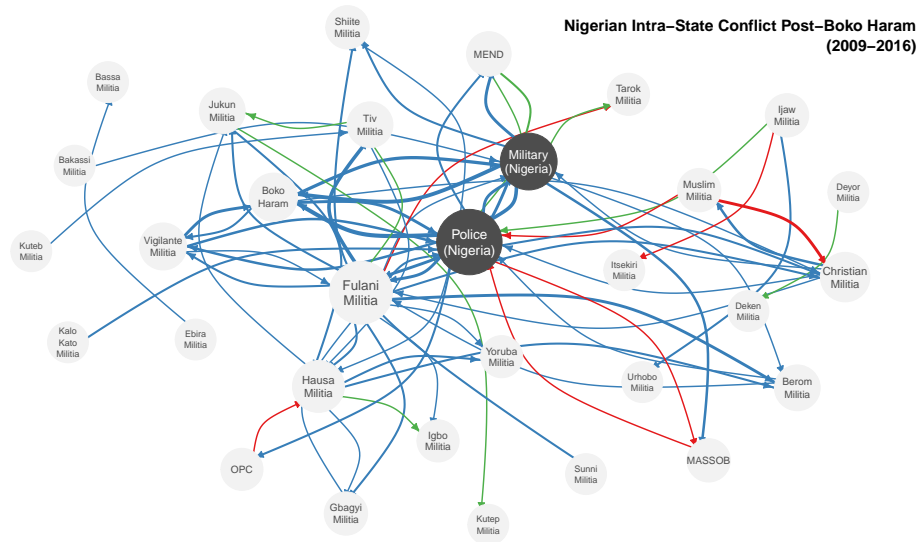 Nigerian Intra−State Conflict Post−Boko Haram
(2009−2016)
Shiite
Militia
MEND
Bassa
Militia
Tarok
Militia
Jukun
Militia
Tiv
Militia
Ijaw
Militia
Military
(Nigeria)
Bakassi
Militia
Boko
Haram
Muslim
Militia
Deyor
Militia
Kuteb
Militia
Vigilante
Militia
Police
(Nigeria)
Itsekiri
Militia
Christian
Militia
Fulani
Militia
Deken
Militia
Kalo
Kato
Militia
Ebira
Militia
Yoruba
Militia
Hausa
Militia
Urhobo
Militia
Berom
Militia
Igbo
Militia
OPC
Sunni
Militia
MASSOB
Gbagyi
Militia
Kutep
Militia